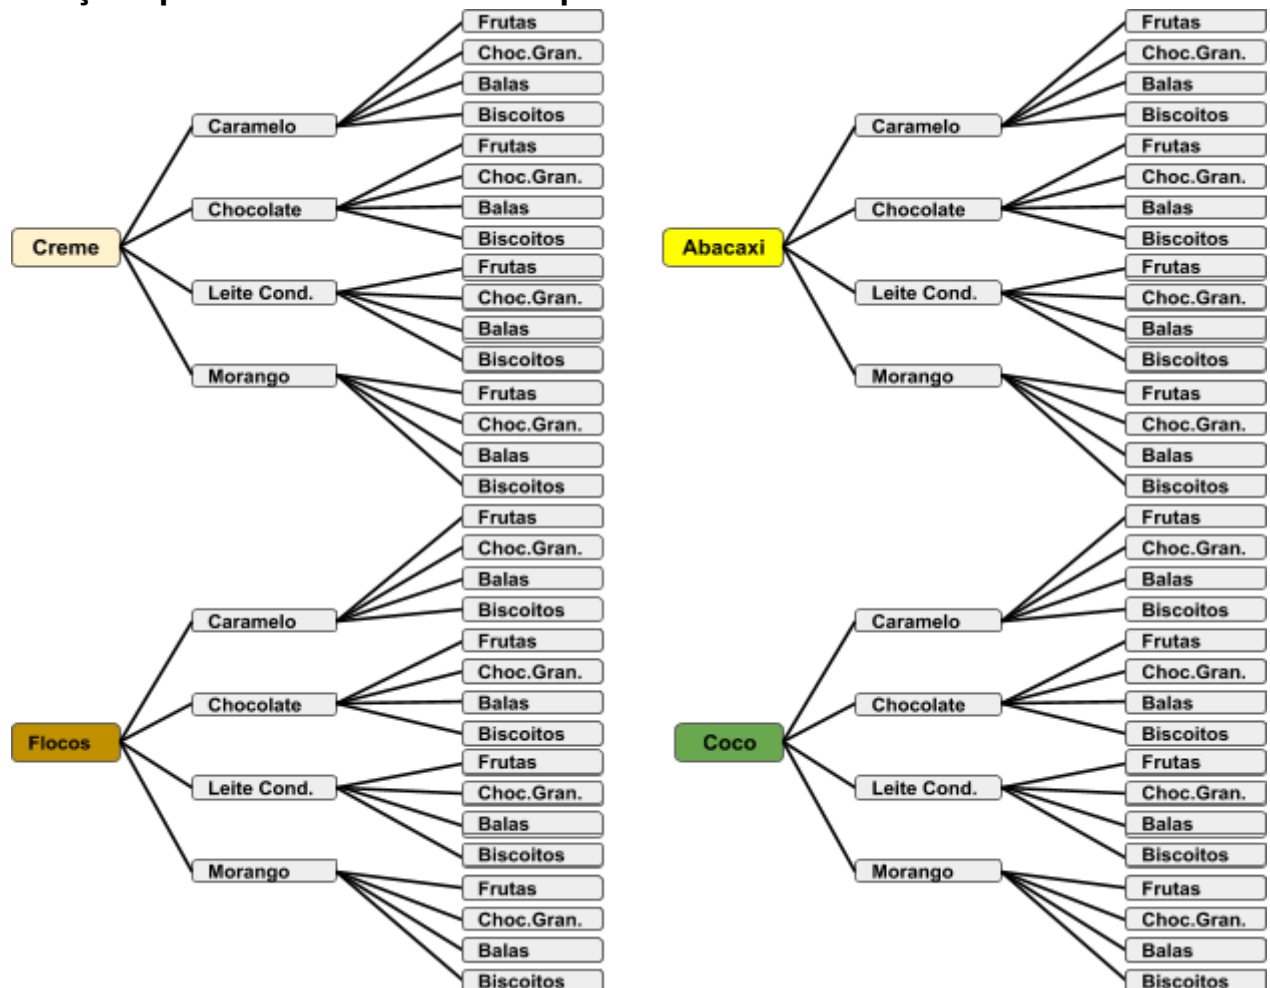 Frutas
Choc.Gran.
Balas
Biscoitos
Caramelo
Frutas
Choc.Gran.
Chocolate
Balas
Biscoitos
Creme
Frutas
Leite Cond.
Choc.Gran.
Balas
Biscoitos
Morango
Frutas
Choc.Gran.
Balas
Biscoitos
Frutas
Choc.Gran.
Balas
Biscoitos
Caramelo
Frutas
Choc.Gran.
Chocolate
Balas
Biscoitos
Abacaxi
Frutas
Leite Cond.
Choc.Gran.
Balas
Biscoitos
Morango
Frutas
Choc.Gran.
Balas
Biscoitos
Frutas
Choc.Gran.
Balas
Biscoitos
Caramelo
Frutas
Choc.Gran.
Chocolate
Balas
Biscoitos
Flocos
Frutas
Leite Cond.
Choc.Gran.
Balas
Biscoitos
Morango
Frutas
Choc.Gran.
Balas
Biscoitos
Frutas
Choc.Gran.
Balas
Biscoitos
Caramelo
Frutas
Choc.Gran.
Chocolate
Balas
Biscoitos
Coco
Frutas
Leite Cond.
Choc.Gran.
Balas
Biscoitos
Morango
Frutas
Choc.Gran.
Balas
Biscoitos